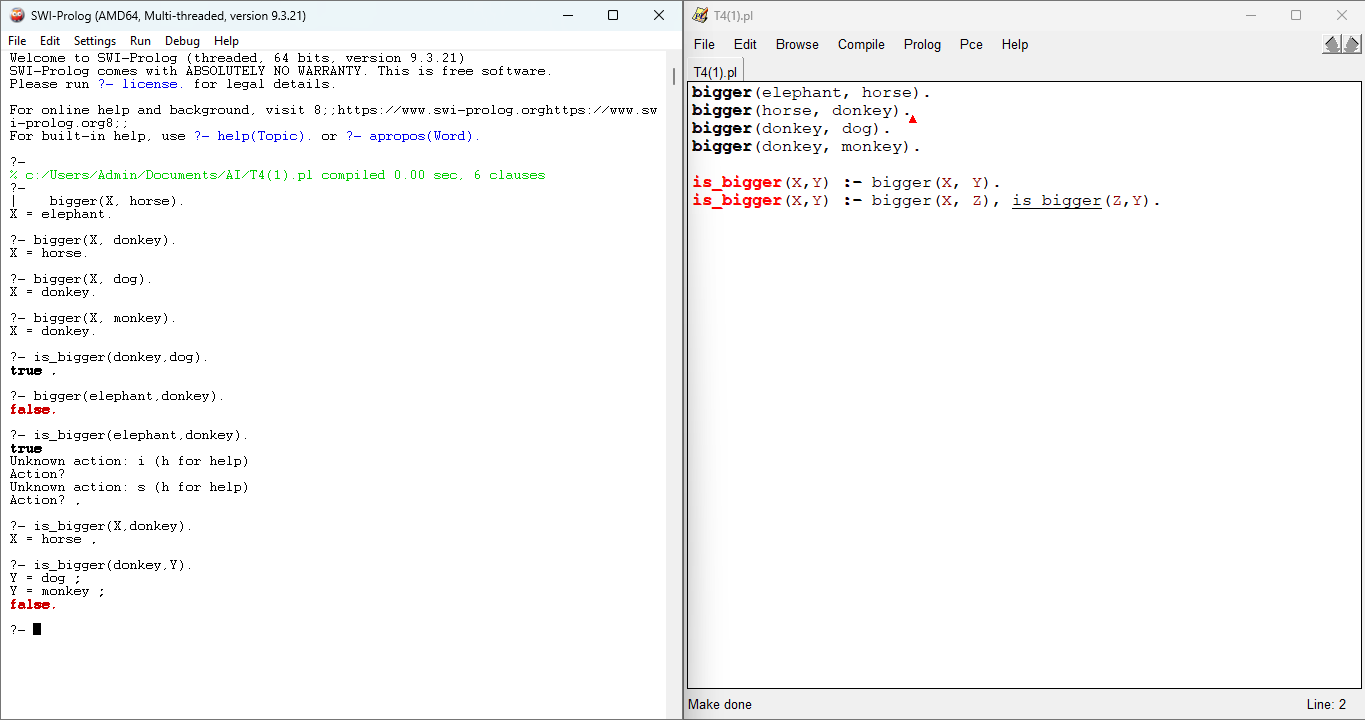 SWI-Prolog (AMD64, Multi-threaded, version 9.3.21)
File Edit Settings Run Debug Help
Welcome to SWI-Prolog (threaded, 64 bits, version 9.3.21)
SWI-Prolog comes with ABSOLUTELY NO WARRANTY. This is free software.
Please run ?- license. for legal details.
For online help and background, visit 8;;https://www.swi-prolog.orghttps://www.sw
i-prolog.org8;;
For built-in help, use ?- help(Topic). or ?- apropos(Word).
?-
% c:/Users/Admin/Documents/AI/T4(1).pl compiled 0.00 sec, 6 clauses
?-
| bigger(X, horse).
X = elephant.
?- bigger(X, donkey).
X = horse.
?- bigger(X, dog).
X = donkey.
?- bigger(X, monkey).
X = donkey.
?- is_bigger(donkey,dog).
true .
?- bigger(elephant,donkey).
false.
?- is_bigger(elephant,donkey).
true
Unknown action: i (h for help)
Action?
Unknown action: s (h for help)
Action? .
?- is_bigger(X,donkey).
X = horse .
?- is_bigger(donkey,Y).
Y = dog ;
Y = monkey ;
false.
?-
T4(1).pl
File Edit Browse Compile Prolog Pce Help
T4(1).pl
bigger(elephant, horse).
bigger(horse, donkey).
bigger(donkey, dog).
bigger(donkey, monkey).
is_bigger(X,Y) :- bigger(X, Y).
is_bigger(X,Y) :- bigger(X, Z), is_bigger(Z,Y).
Make done
Line: 2